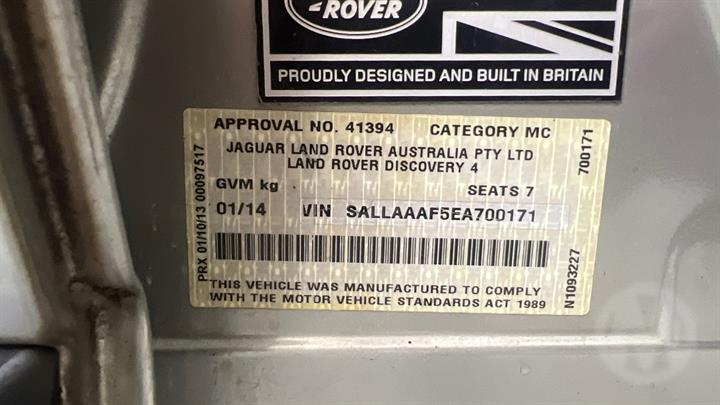 -ROVER
PROUDLY DESIGNED AND BUILT IN BRITAIN
APPROVAL NO. 41394 CATEGORY MC
JAGUAR LAND ROVER AUSTRALIA PTY LTD
LAND ROVER DISCOVERY 4
GVM kg SEATS 7
01/14 VIN SALLAAAF5EA700171
THIS VEHICLE WAS MANUFACTURED TO COMPLY
WITH THE MOTOR VEHICLE STANDARDS ACT 1989
PRX 01/10/13 00097517
700171
N1093227